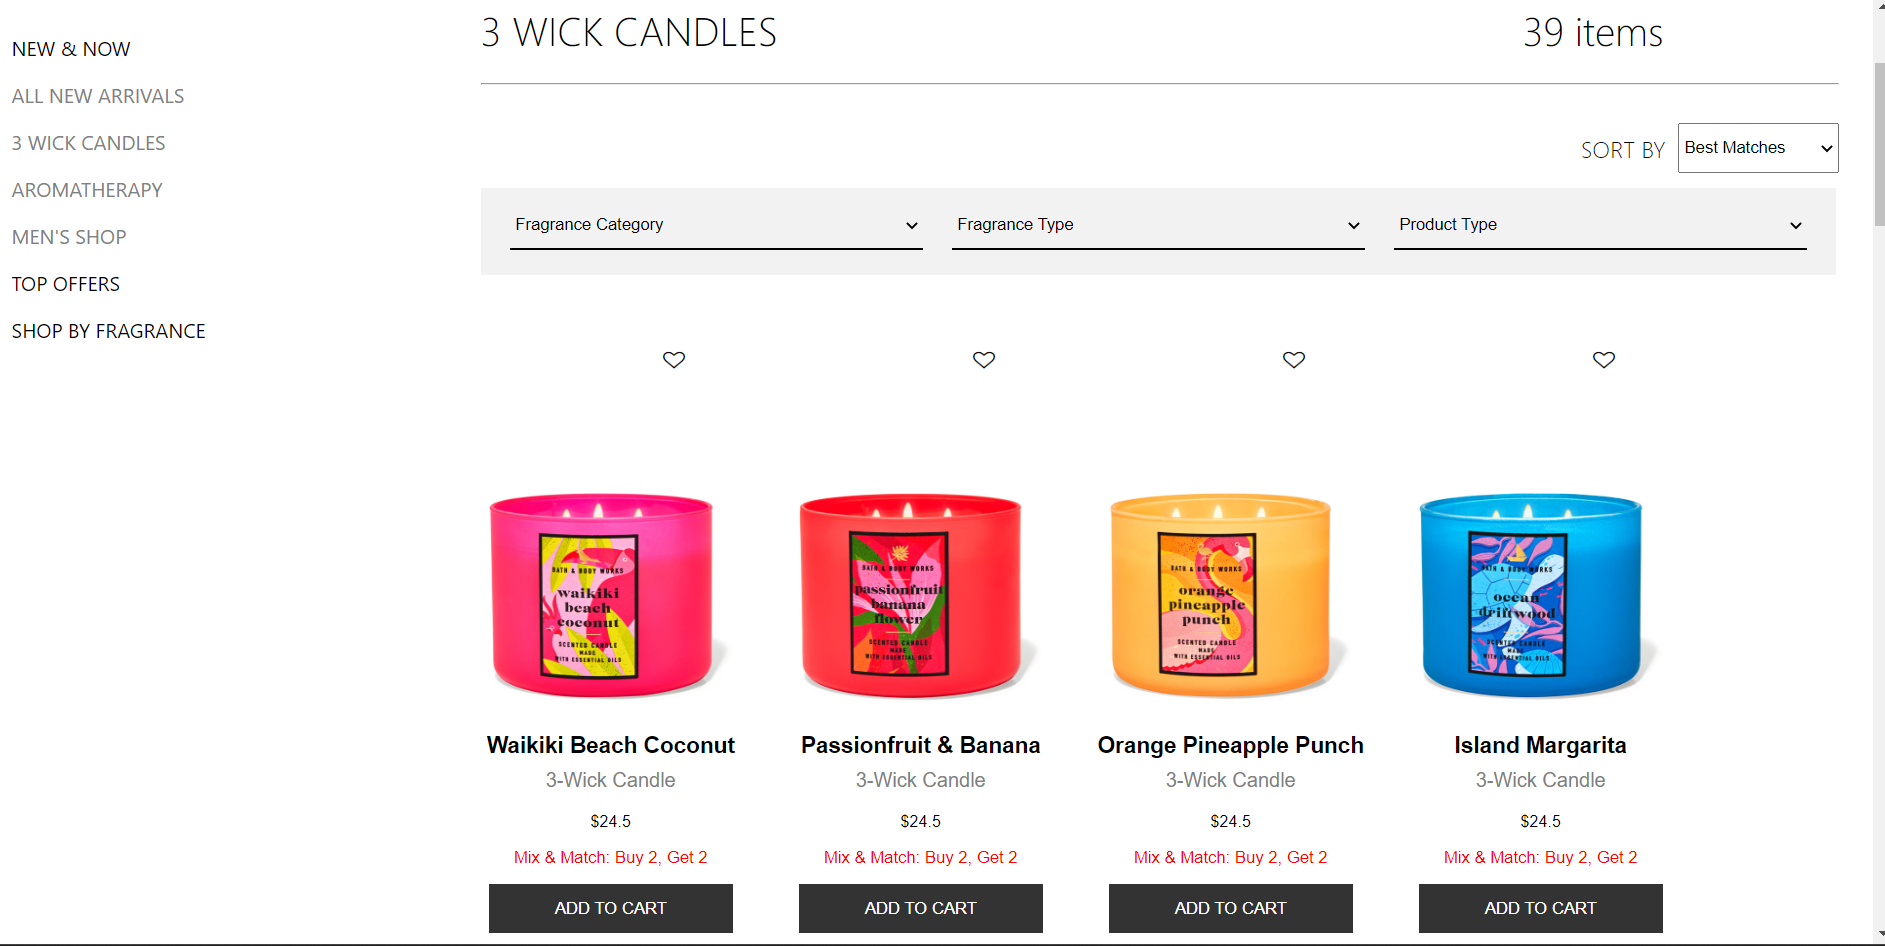 NEW & NOW
ALL NEW ARRIVALS
3 WICK CANDLES
AROMATHERAPY
MEN'S SHOP
TOP OFFERS
SHOP BY FRAGRANCE
3 WICK CANDLES
39 items
SORT BY
Best Matches
Fragrance Category
Fragrance Type
Product Type
BATH & BODY WORKS
waikiki
beach
coconut
SCENTED CANDLE
MADE
WITH ESSENTIAL OILS
Waikiki Beach Coconut
3-Wick Candle
$24.5
Mix & Match: Buy 2, Get 2
ADD TO CART
BATH & BODY WORKS
passionfruit
banana
flower
SCENTED CANDLE
MADE
WITH ESSENTIAL OILS
Passionfruit & Banana
3-Wick Candle
$24.5
Mix & Match: Buy 2, Get 2
ADD TO CART
BATH & BODY WORKS
orange
pineapple
punch
SCENTED CANDLE
MADE
WITH ESSENTIAL OILS
Orange Pineapple Punch
3-Wick Candle
$24.5
Mix & Match: Buy 2, Get 2
ADD TO CART
BATH & BODY WORKS
ocean
driftwood
SCENTED CANDLE
MADE
WITH ESSENTIAL OILS
Island Margarita
3-Wick Candle
$24.5
Mix & Match: Buy 2, Get 2
ADD TO CART